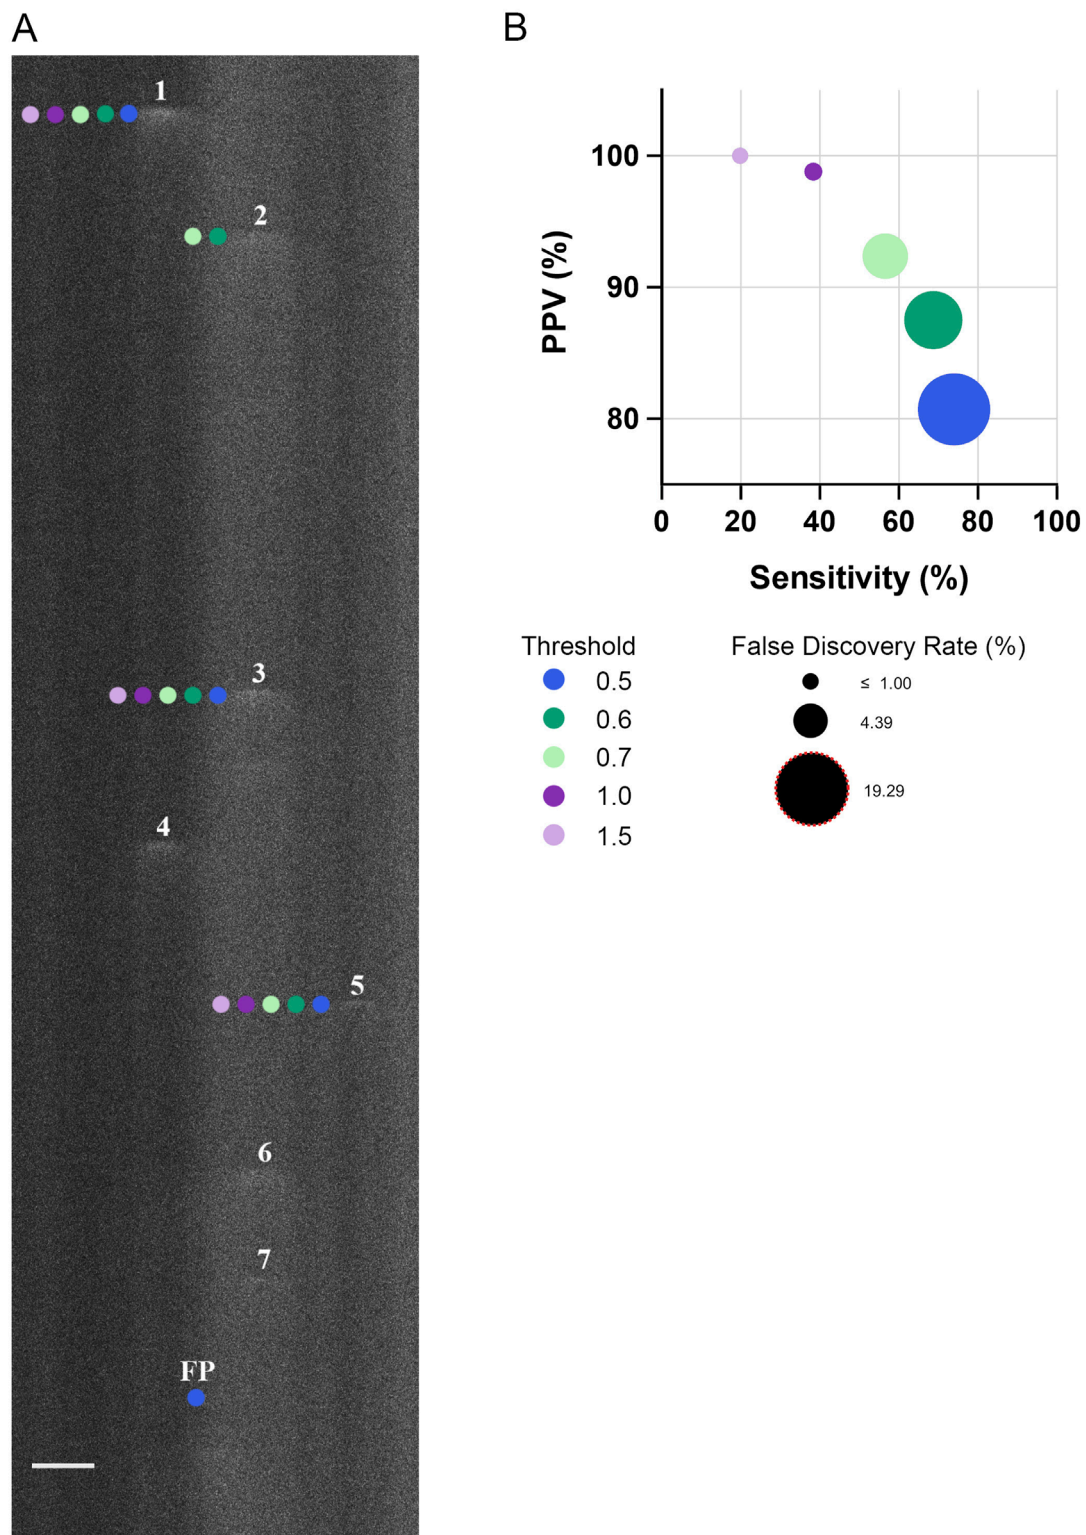 A
B
1
2
3
4
5
6
7
FP
100
90
80
PPV (%)
0 20 40 60 80 100
Sensitivity (%)
Threshold
0.5
0.6
0.7
1.0
1.5
False Discovery Rate (%)
≤ 1.00
4.39
19.29